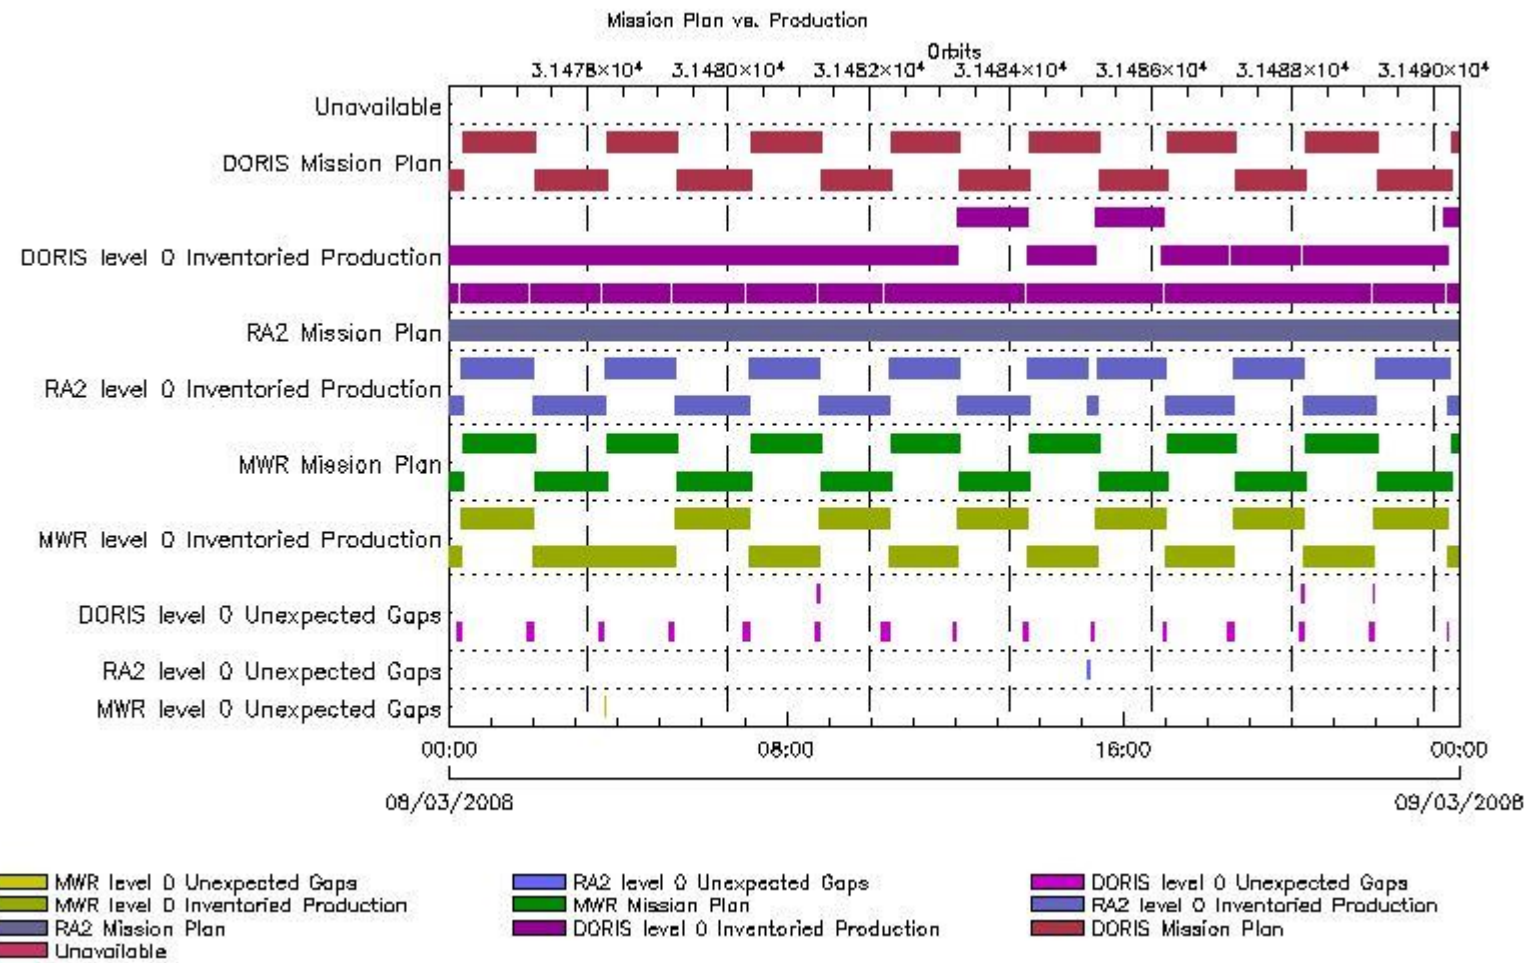 Mission Plan vs. Production
Orbits
3.1478×10⁴ 3.1480×10⁴ 3.1482×10⁴ 3.1484×10⁴ 3.1486×10⁴ 3.1488×10⁴ 3.1490×10⁴
Unavailable
DORIS Mission Plan
DORIS level 0 Inventoried Production
RA2 Mission Plan
RA2 level 0 Inventoried Production
MWR Mission Plan
MWR level 0 Inventoried Production
DORIS level 0 Unexpected Gaps
RA2 level 0 Unexpected Gaps
MWR level 0 Unexpected Gaps
00:00 08:00 16:00 00:00
08/03/2008 09/03/2008
MWR level 0 Unexpected Gaps RA2 level 0 Unexpected Gaps DORIS level 0 Unexpected Gaps
MWR level 0 Inventoried Production MWR Mission Plan RA2 level 0 Inventoried Production
RA2 Mission Plan DORIS level 0 Inventoried Production DORIS Mission Plan
Unavailable